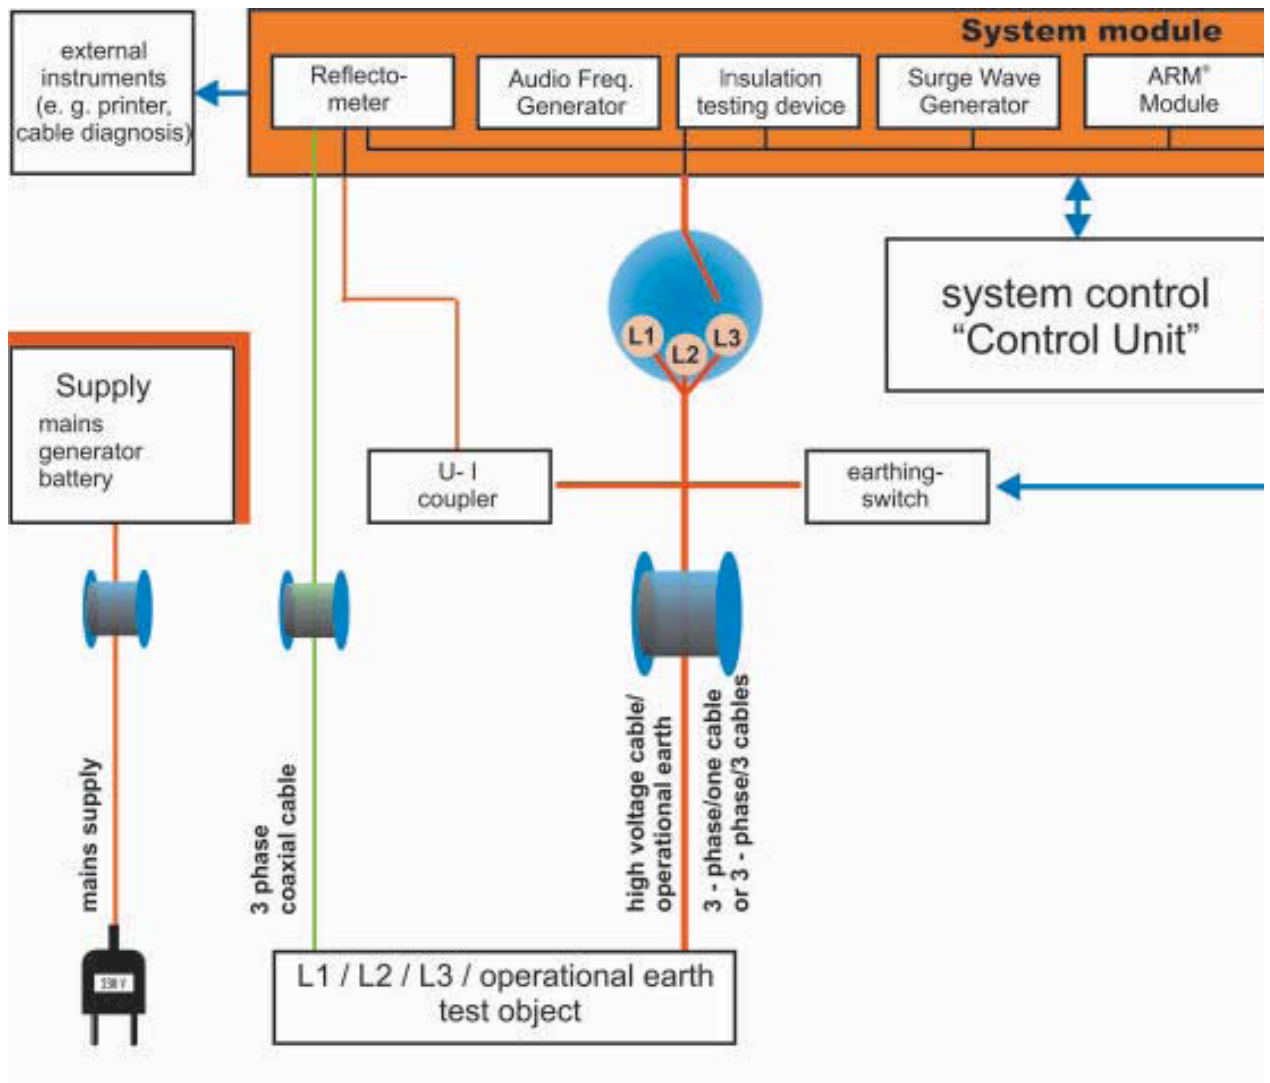 System module
external
instruments
(e. g. printer,
cable diagnosis)
Reflecto-
meter
Audio Freq.
Generator
Insulation
testing device
Surge Wave
Generator
ARM®
Module
system control
“Control Unit”
L1
L2
L3
Supply
mains
generator
battery
U- I
coupler
earthing-
switch
mains supply
3 phase
coaxial cable
high voltage cable/
operational earth
3 - phase/one cable
or 3 - phase/3 cables
L1 / L2 / L3 / operational earth
test object